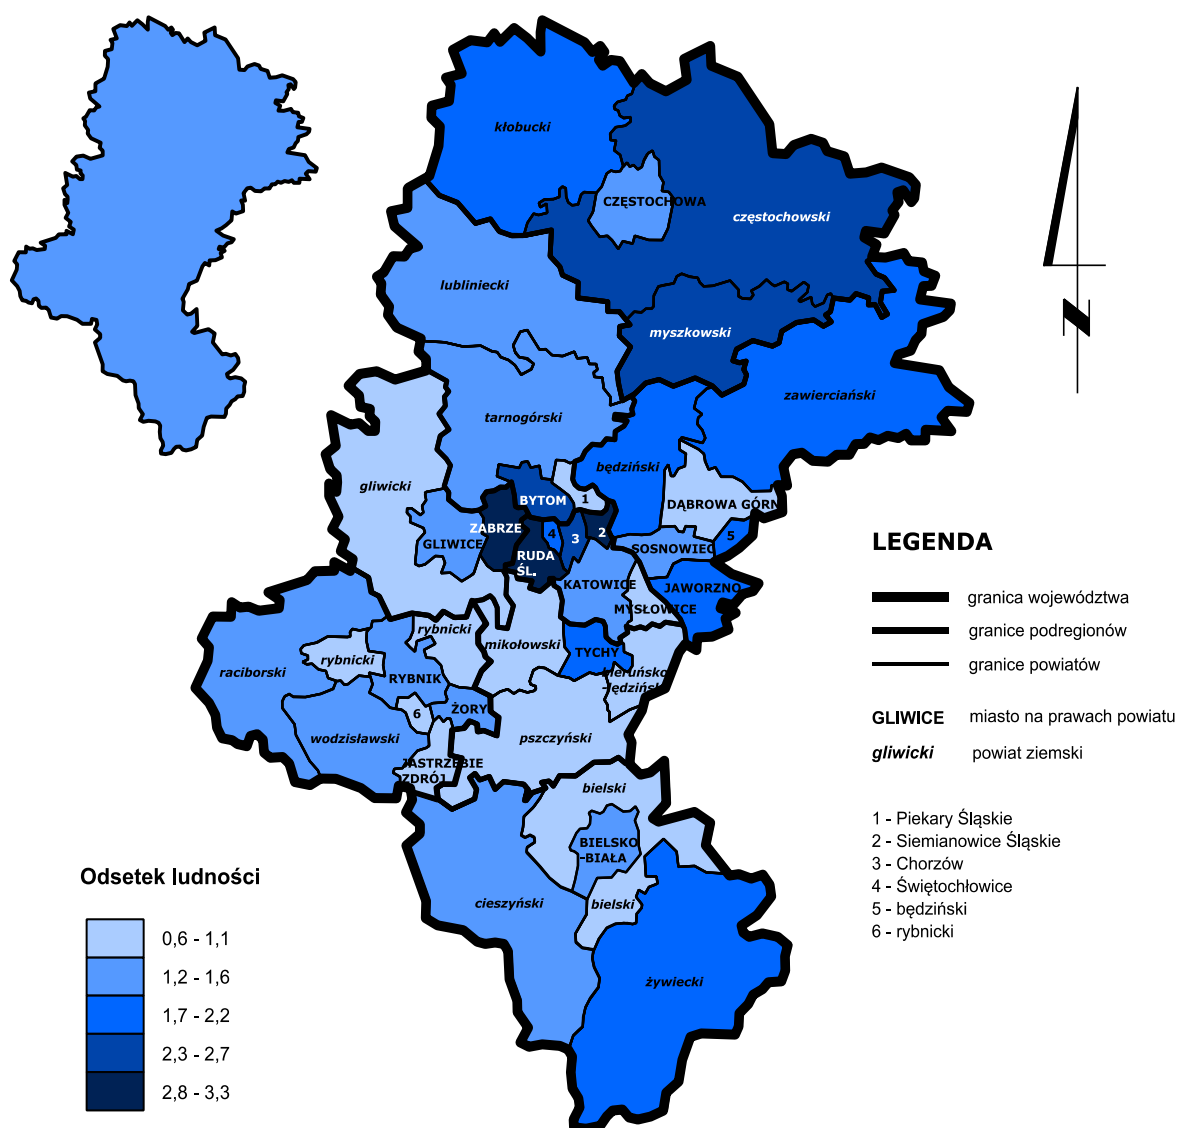 kłobucki
CZĘSTOCHOWA
częstochowski
lubliniecki
myszkowski
zawierciański
tarnogórski
będziński
gliwicki
BYTOM
1
DĄBROWA GÓRN
ZABRZE
GLIWICE
4
3
2
5
RUDA
ŚL.
SOSNOWIEC
KATOWICE
JAWORZNO
MYSŁOWICE
rybnicki
mikołowski
TYCHY
bieruńsko
-lędziński
raciborski
rybnicki
RYBNIK
6
ŻORY
wodzisławski
pszczyński
JASTRZĘBIE
ZDRÓJ
bielski
BIELSKO
-BIAŁA
cieszyński
bielski
żywiecki
N
LEGENDA
granica województwa
granice podregionów
granice powiatów
GLIWICE miasto na prawach powiatu
gliwicki powiat ziemski
1 - Piekary Śląskie
2 - Siemianowice Śląskie
3 - Chorzów
4 - Świętochłowice
5 - będziński
6 - rybnicki
Odsetek ludności
0,6 - 1,1
1,2 - 1,6
1,7 - 2,2
2,3 - 2,7
2,8 - 3,3